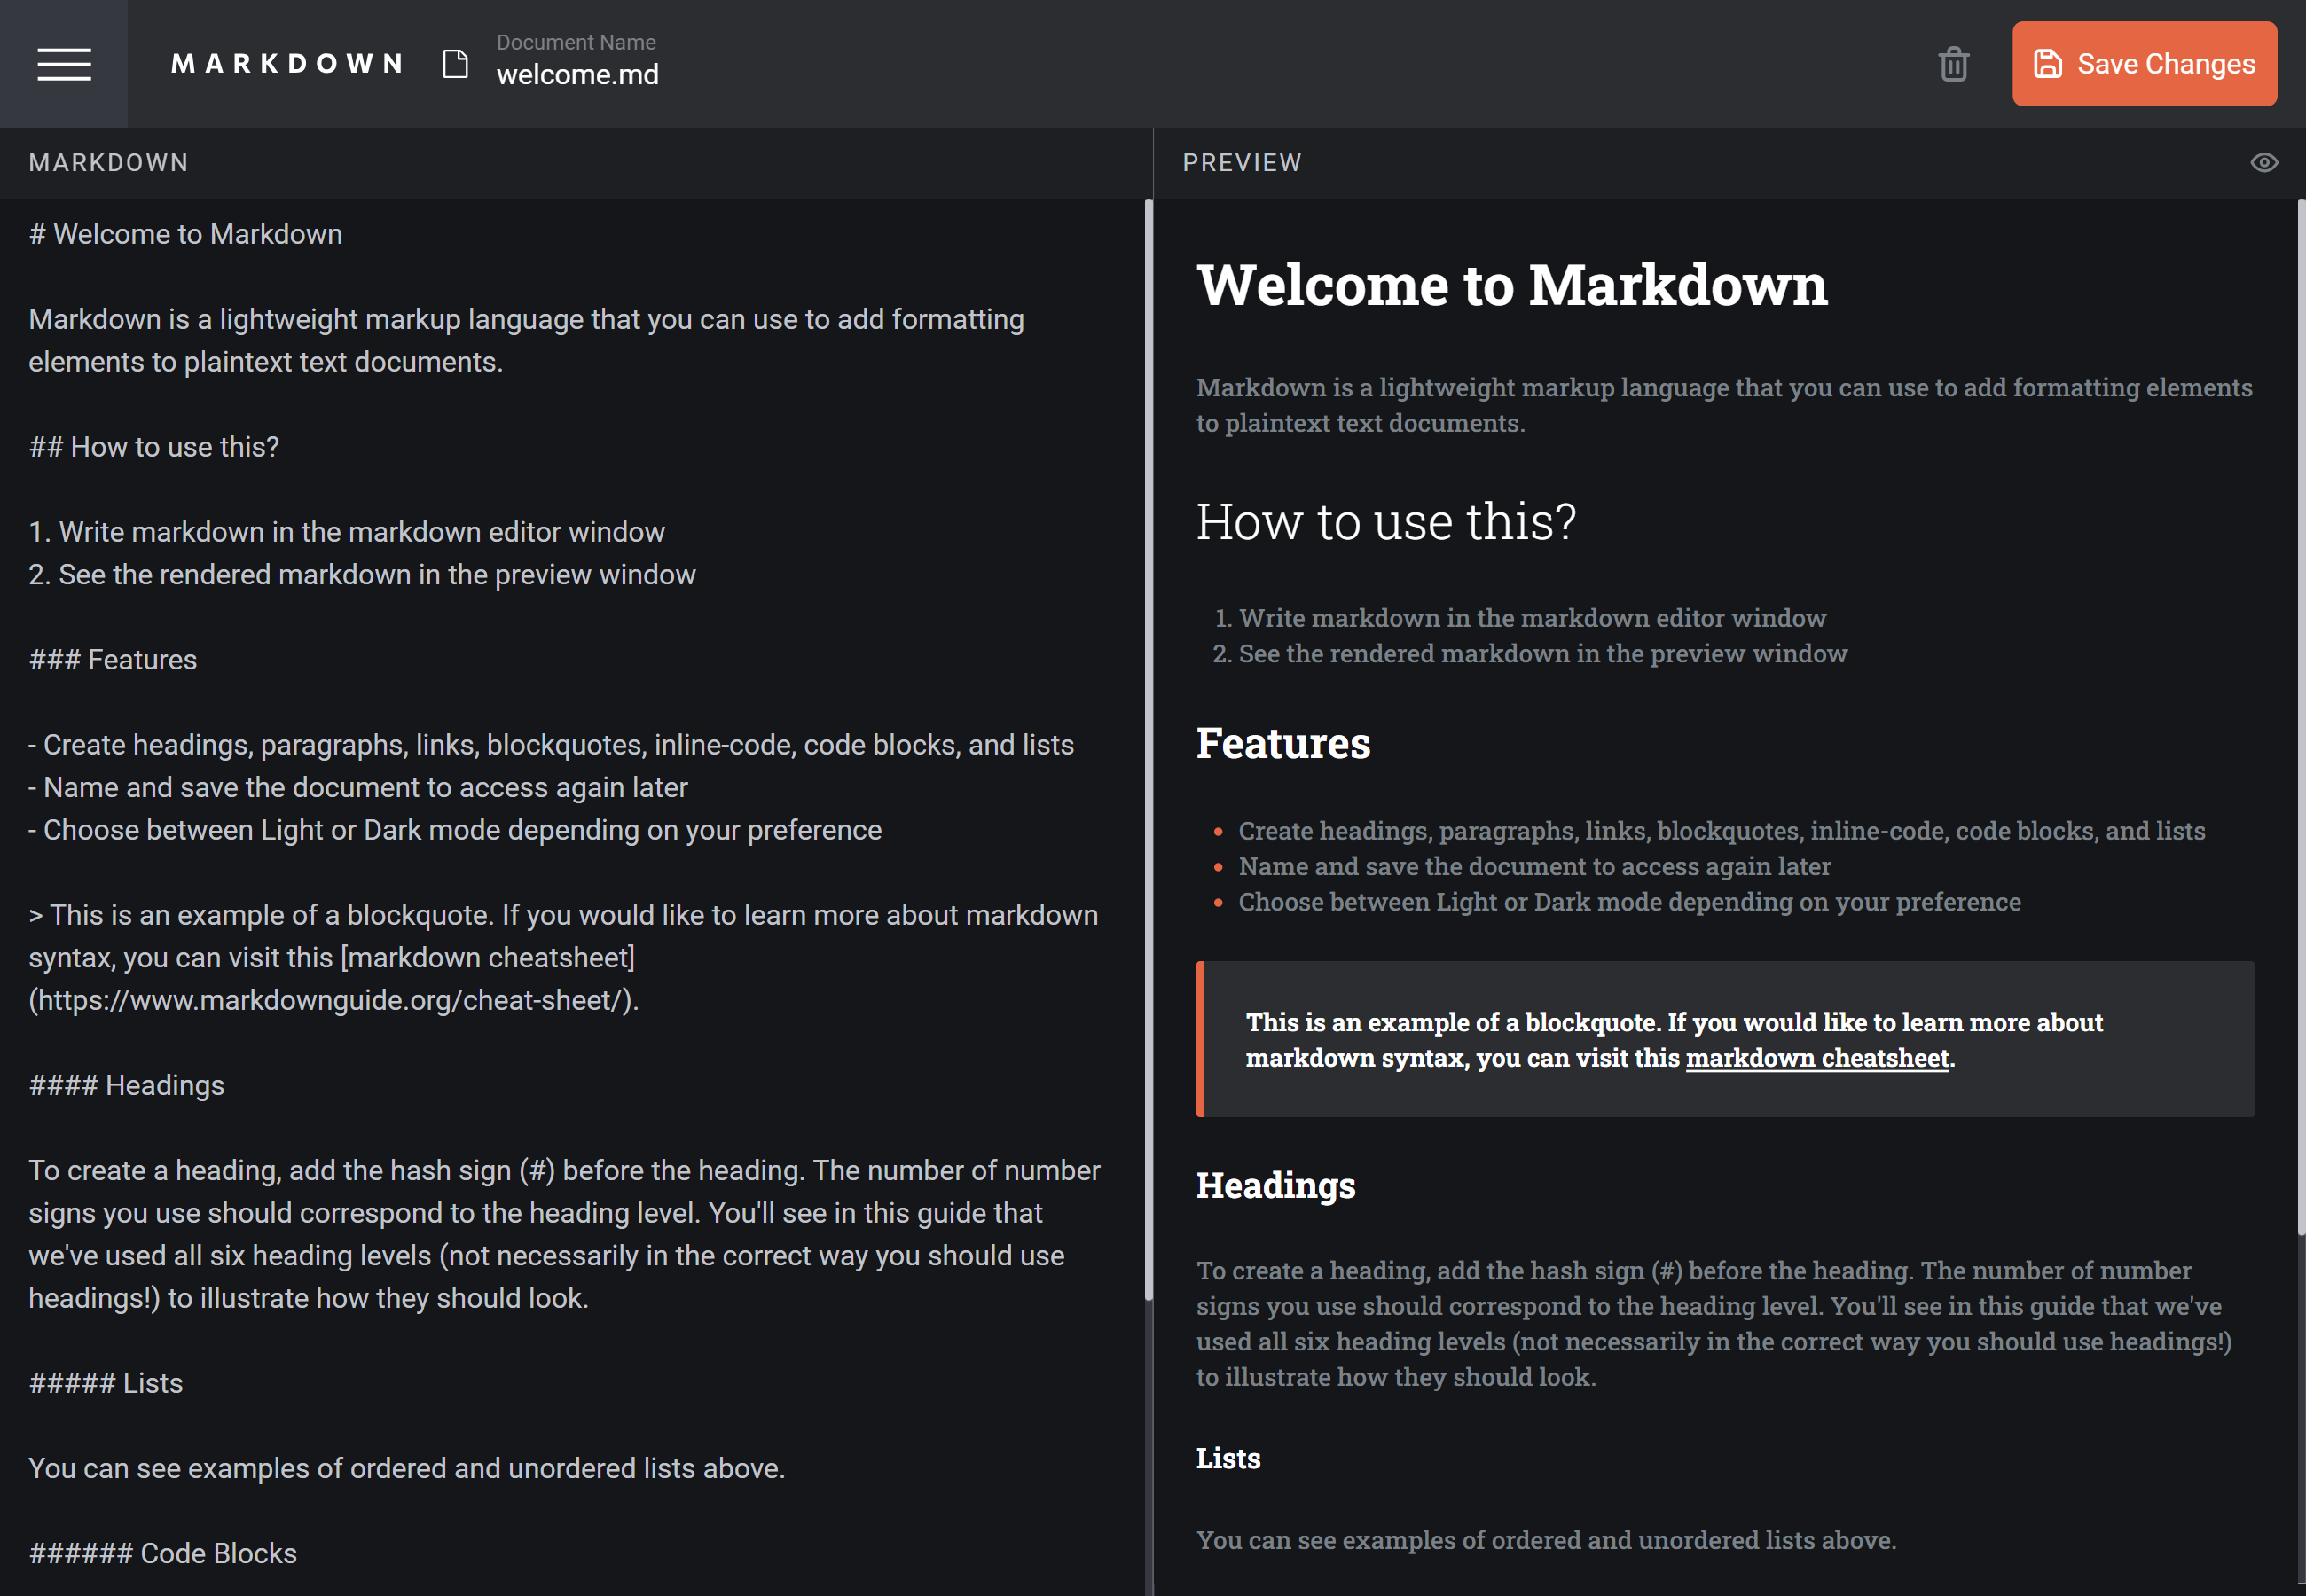 MARKDOWN
Document Name
welcome.md
Save Changes
MARKDOWN
# Welcome to Markdown
Markdown is a lightweight markup language that you can use to add formatting
elements to plaintext text documents.
## How to use this?
1. Write markdown in the markdown editor window
2. See the rendered markdown in the preview window
### Features
- Create headings, paragraphs, links, blockquotes, inline-code, code blocks, and lists
- Name and save the document to access again later
- Choose between Light or Dark mode depending on your preference
> This is an example of a blockquote. If you would like to learn more about markdown
syntax, you can visit this [markdown cheatsheet]
(https://www.markdownguide.org/cheat-sheet/).
#### Headings
To create a heading, add the hash sign (#) before the heading. The number of number
signs you use should correspond to the heading level. You'll see in this guide that
we've used all six heading levels (not necessarily in the correct way you should use
headings!) to illustrate how they should look.
##### Lists
You can see examples of ordered and unordered lists above.
###### Code Blocks
PREVIEW
Welcome to Markdown
Markdown is a lightweight markup language that you can use to add formatting elements
to plaintext text documents.
How to use this?
1. Write markdown in the markdown editor window
2. See the rendered markdown in the preview window
Features
• Create headings, paragraphs, links, blockquotes, inline-code, code blocks, and lists
• Name and save the document to access again later
• Choose between Light or Dark mode depending on your preference
This is an example of a blockquote. If you would like to learn more about
markdown syntax, you can visit this markdown cheatsheet.
Headings
To create a heading, add the hash sign (#) before the heading. The number of number
signs you use should correspond to the heading level. You'll see in this guide that we've
used all six heading levels (not necessarily in the correct way you should use headings!)
to illustrate how they should look.
Lists
You can see examples of ordered and unordered lists above.